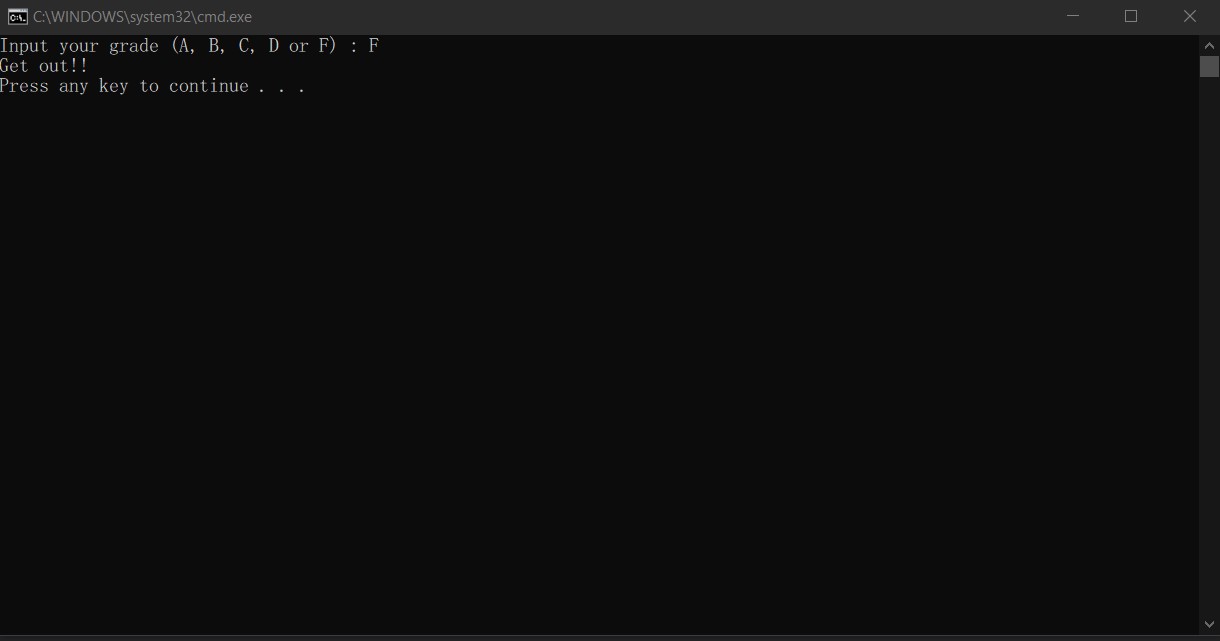 C:\WINDOWS\system32\cmd.exe
Input your grade (A, B, C, D or F) : F
Get out!!
Press any key to continue . . .